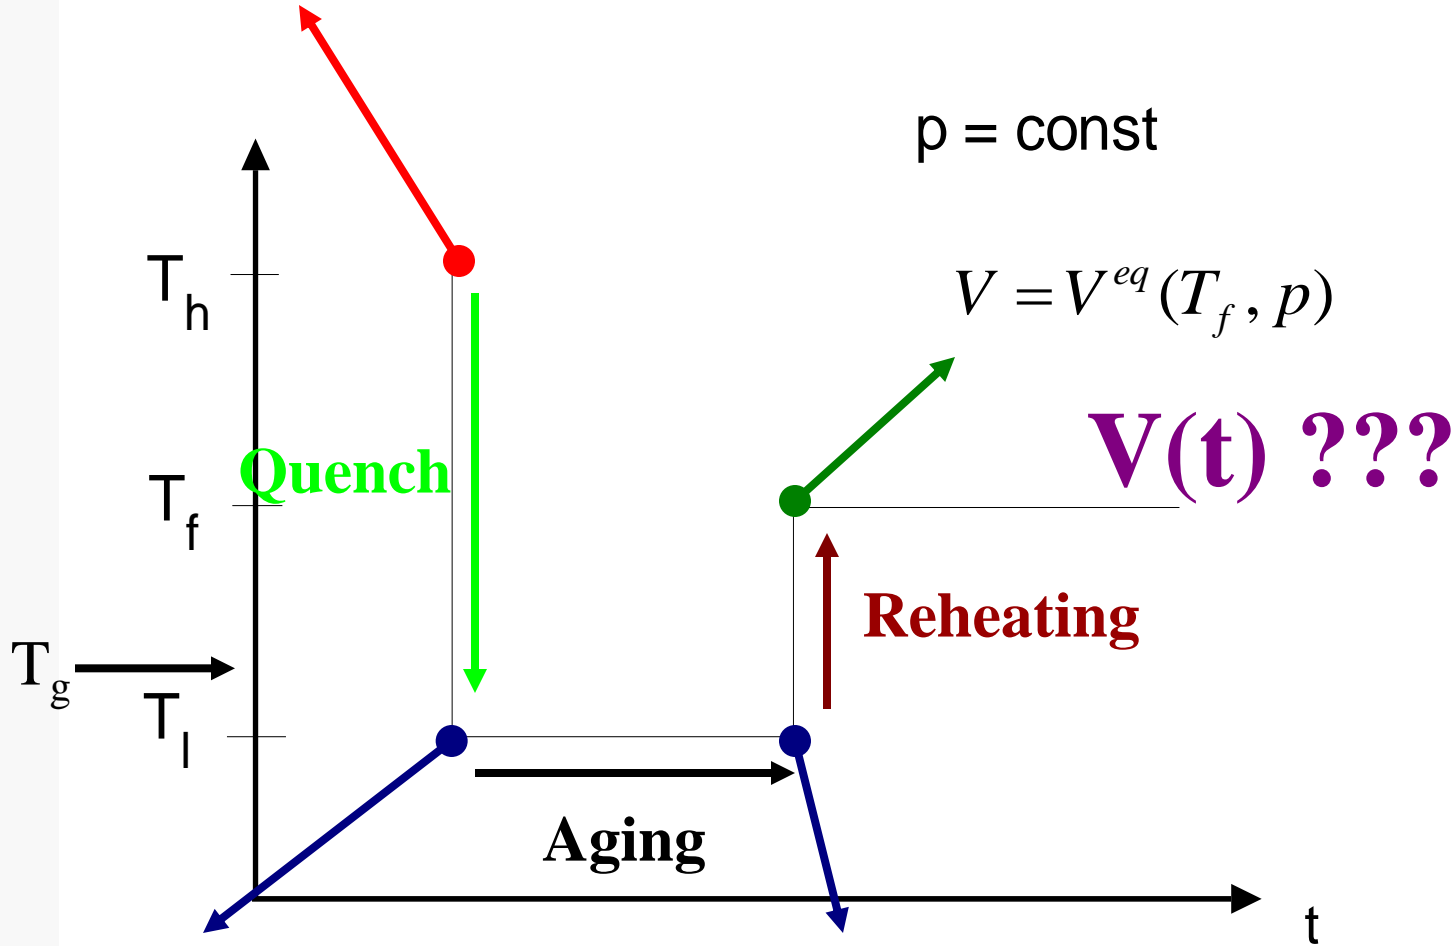 p = const
T_h
V = V^{eq}(T_f, p)
V(t) ???
Quench
T_f
Reheating
T_g
T_l
Aging
t